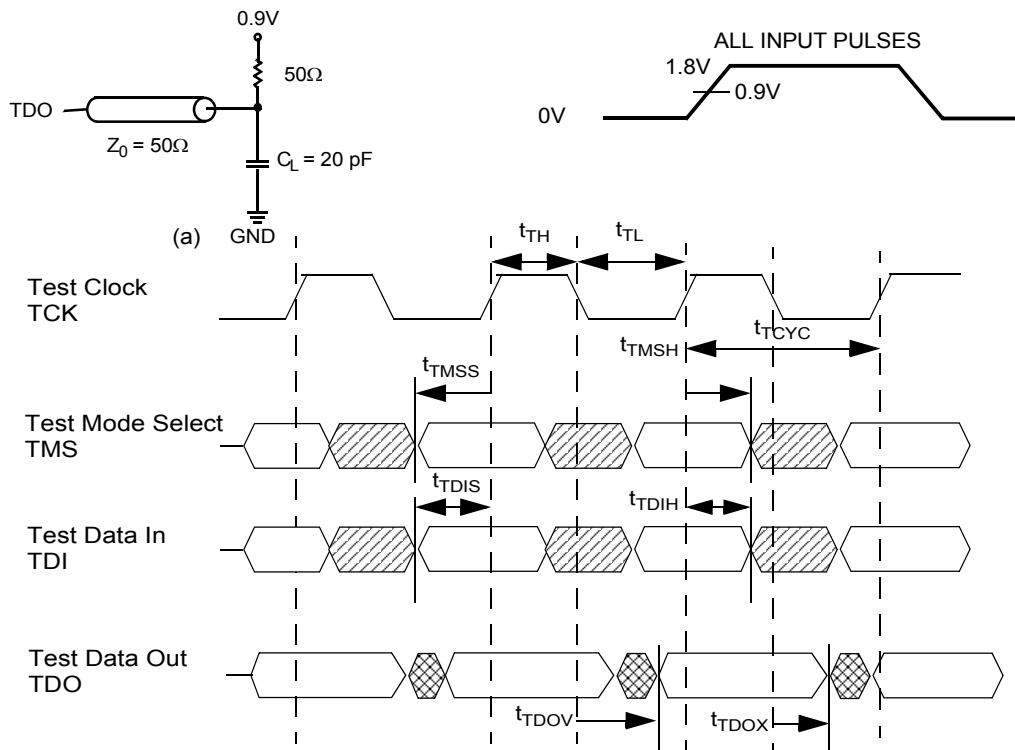 0.9V
50Ω
TDO
Z0 = 50Ω
CL = 20 pF
(a)
GND
ALL INPUT PULSES
1.8V
0.9V
0V
tTH
tTL
Test Clock
TCK
tTMSH
tTCYC
tTMSS
Test Mode Select
TMS
tTDIS
tTDIH
Test Data In
TDI
Test Data Out
TDO
tTDOV
tTDOX